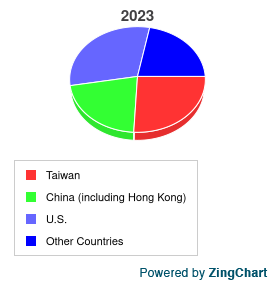 2023
Taiwan
China (including Hong Kong)
U.S.
Other Countries
Powered by ZingChart